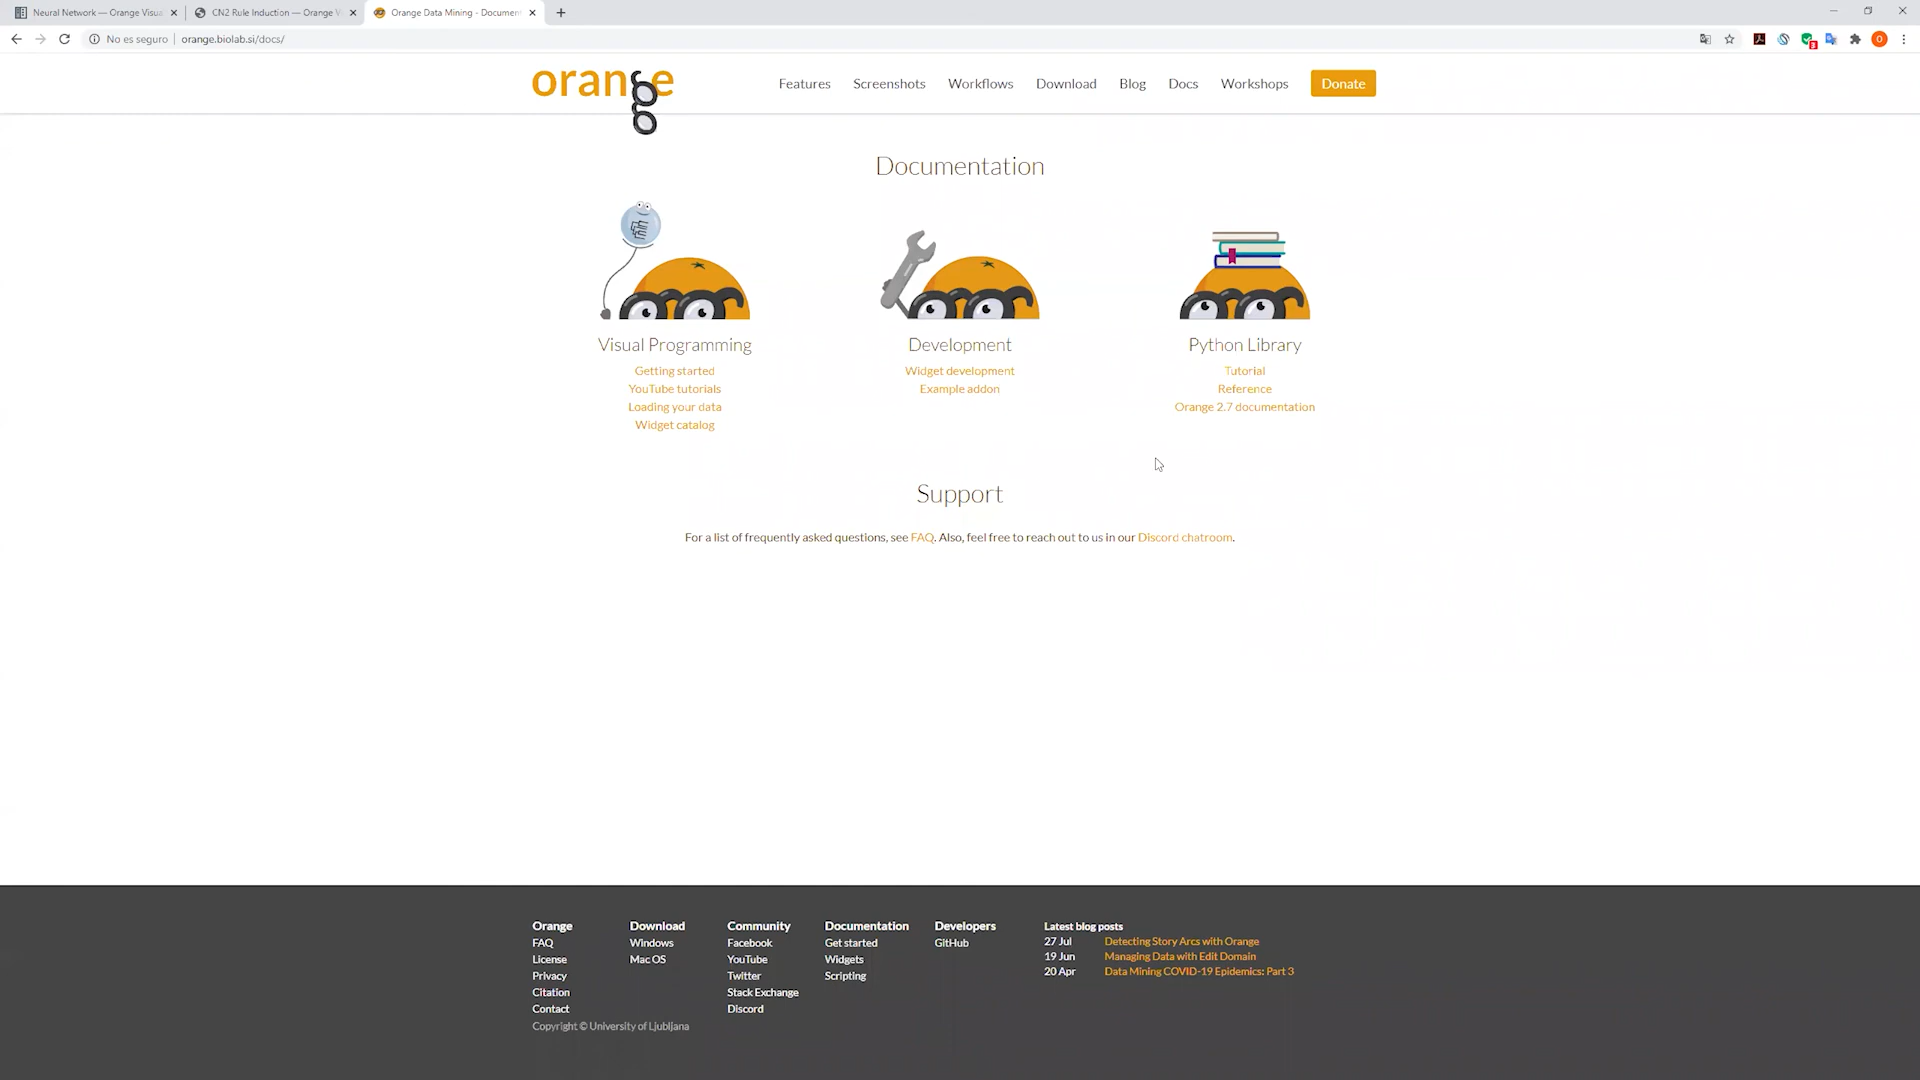 Neural Network — Orange Visua
CN2 Rule Induction — Orange V
Orange Data Mining - Documen
No es seguro | orange.biolab.si/docs/
orange
Features Screenshots Workflows Download Blog Docs Workshops Donate
Documentation
Visual Programming
Getting started
YouTube tutorials
Loading your data
Widget catalog
Development
Widget development
Example addon
Python Library
Tutorial
Reference
Orange 2.7 documentation
Support
For a list of frequently asked questions, see FAQ. Also, feel free to reach out to us in our Discord chatroom.
Orange
FAQ
License
Privacy
Citation
Contact
Copyright © University of Ljubljana
Download
Windows
Mac OS
Community
Facebook
YouTube
Twitter
Stack Exchange
Discord
Documentation
Get started
Widgets
Scripting
Developers
GitHub
Latest blog posts
27 Jul Detecting Story Arcs with Orange
19 Jun Managing Data with Edit Domain
20 Apr Data Mining COVID-19 Epidemics: Part 3